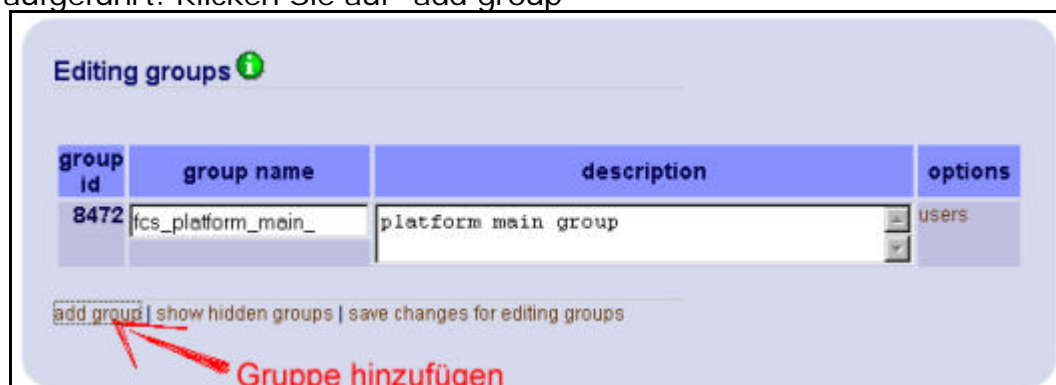 aufgeführt! Klicken Sie auf "add group"
Editing groups
group id group name description options
8472 fcs_platform_main_ platform main group users
add group | show hidden groups | save changes for editing groups
Gruppe hinzufügen